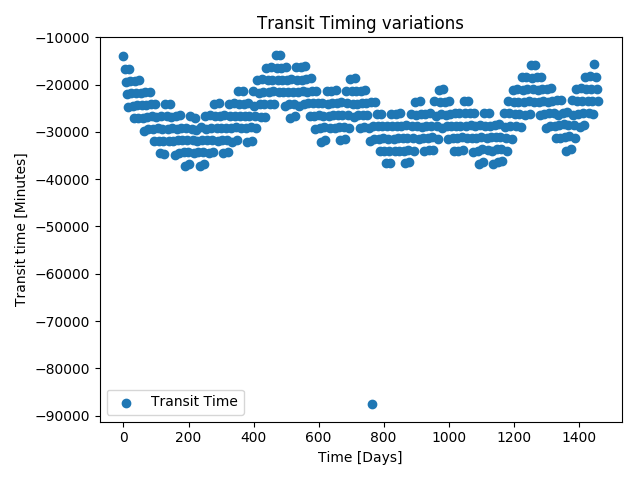 Transit Timing variations
Transit time [Minutes]
−10000
−20000
−30000
−40000
−50000
−60000
−70000
−80000
−90000
Transit Time
0 200 400 600 800 1000 1200 1400
Time [Days]